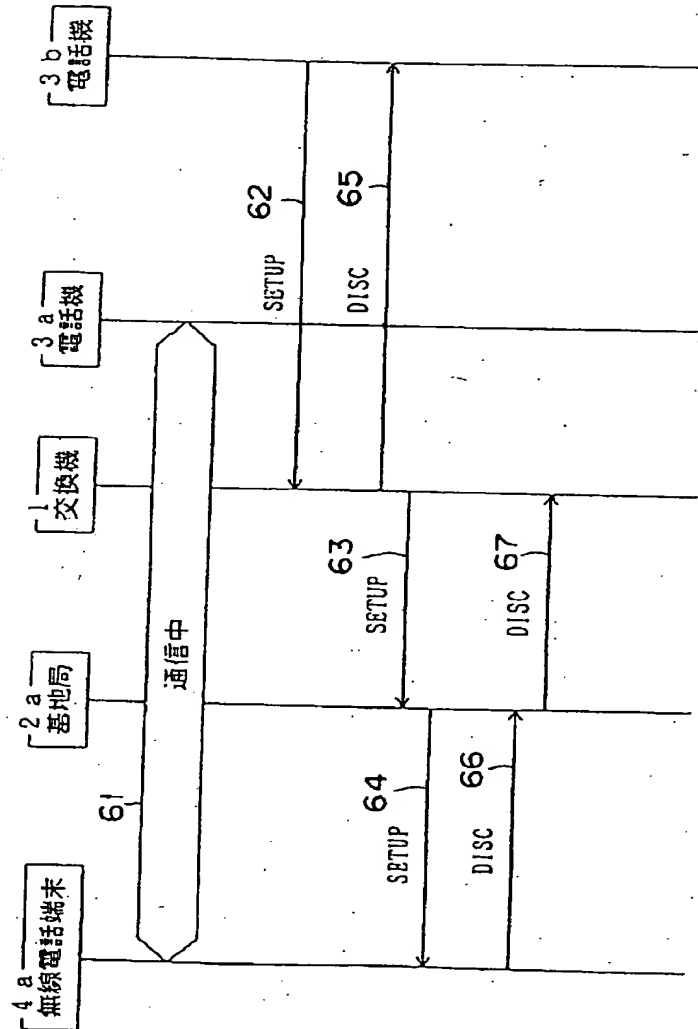 4a
無線電話端末
2a
基地局
1
交換機
3a
電話機
3b
電話機
61
通信中
SETUP
62
SETUP
63
SETUP
64
DISC
65
DISC
66
DISC
67